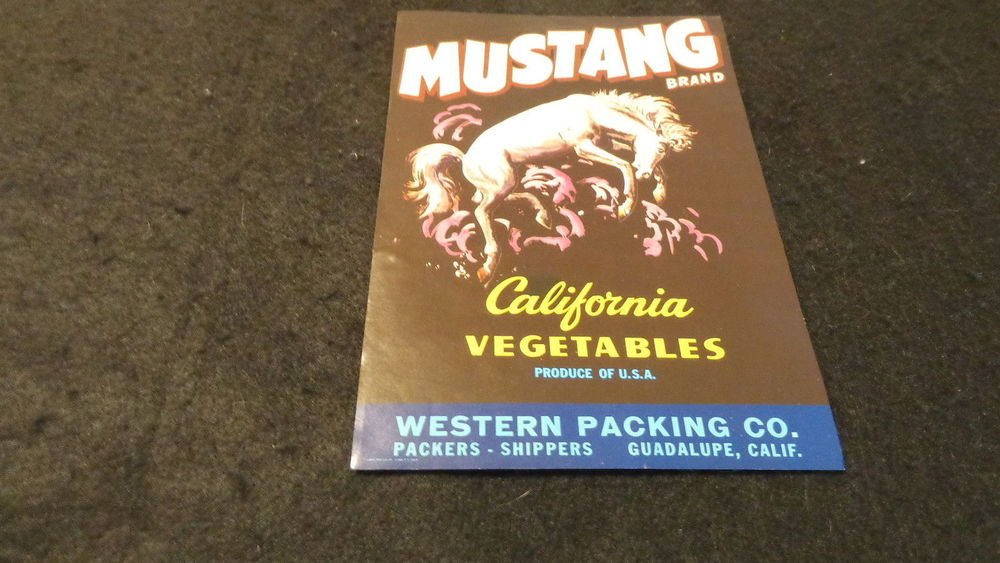 MUSTANG
BRAND
California
VEGETABLES
PRODUCE OF U.S.A.
WESTERN PACKING CO.
PACKERS - SHIPPERS GUADALUPE, CALIF.